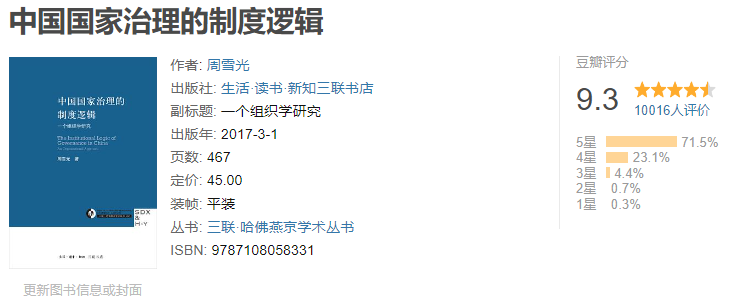 中国国家治理的制度逻辑
中国国家治理的
制度逻辑
一个组织学研究
The Institutional Logic of
Governance in China
周雪光 著
SDX
&
H-Y
作者: 周雪光
出版社: 生活·读书·新知三联书店
副标题: 一个组织学研究
出版年: 2017-3-1
页数: 467
定价: 45.00
装帧: 平装
丛书: 三联·哈佛燕京学术丛书
ISBN: 9787108058331
更新图书信息或封面
豆瓣评分
9.3
10016人评价
5星 71.5%
4星 23.1%
3星 4.4%
2星 0.7%
1星 0.3%